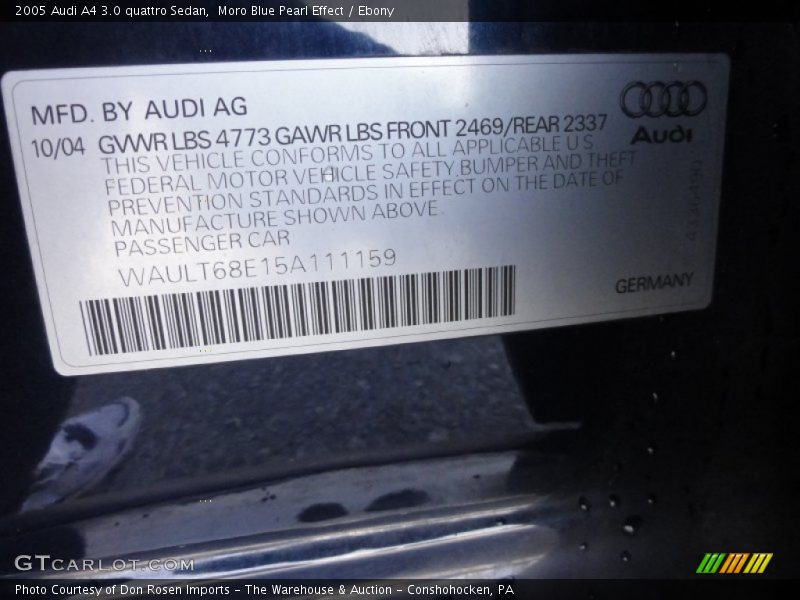 2005 Audi A4 3.0 quattro Sedan,  Moro Blue Pearl Effect / Ebony
MFD. BY AUDI AG
10/04 GVWR LBS 4773 GAWR LBS FRONT 2469/REAR 2337
Audi
THIS VEHICLE CONFORMS TO ALL APPLICABLE U S
FEDERAL MOTOR VEHICLE SAFETY,BUMPER AND THEFT
PREVENTION STANDARDS IN EFFECT ON THE DATE OF
MANUFACTURE SHOWN ABOVE.
PASSENGER CAR
WAULT68E15A111159
GERMANY
GTCARLOT.COM
Photo Courtesy of Don Rosen Imports – The Warehouse & Auction – Conshohocken, PA